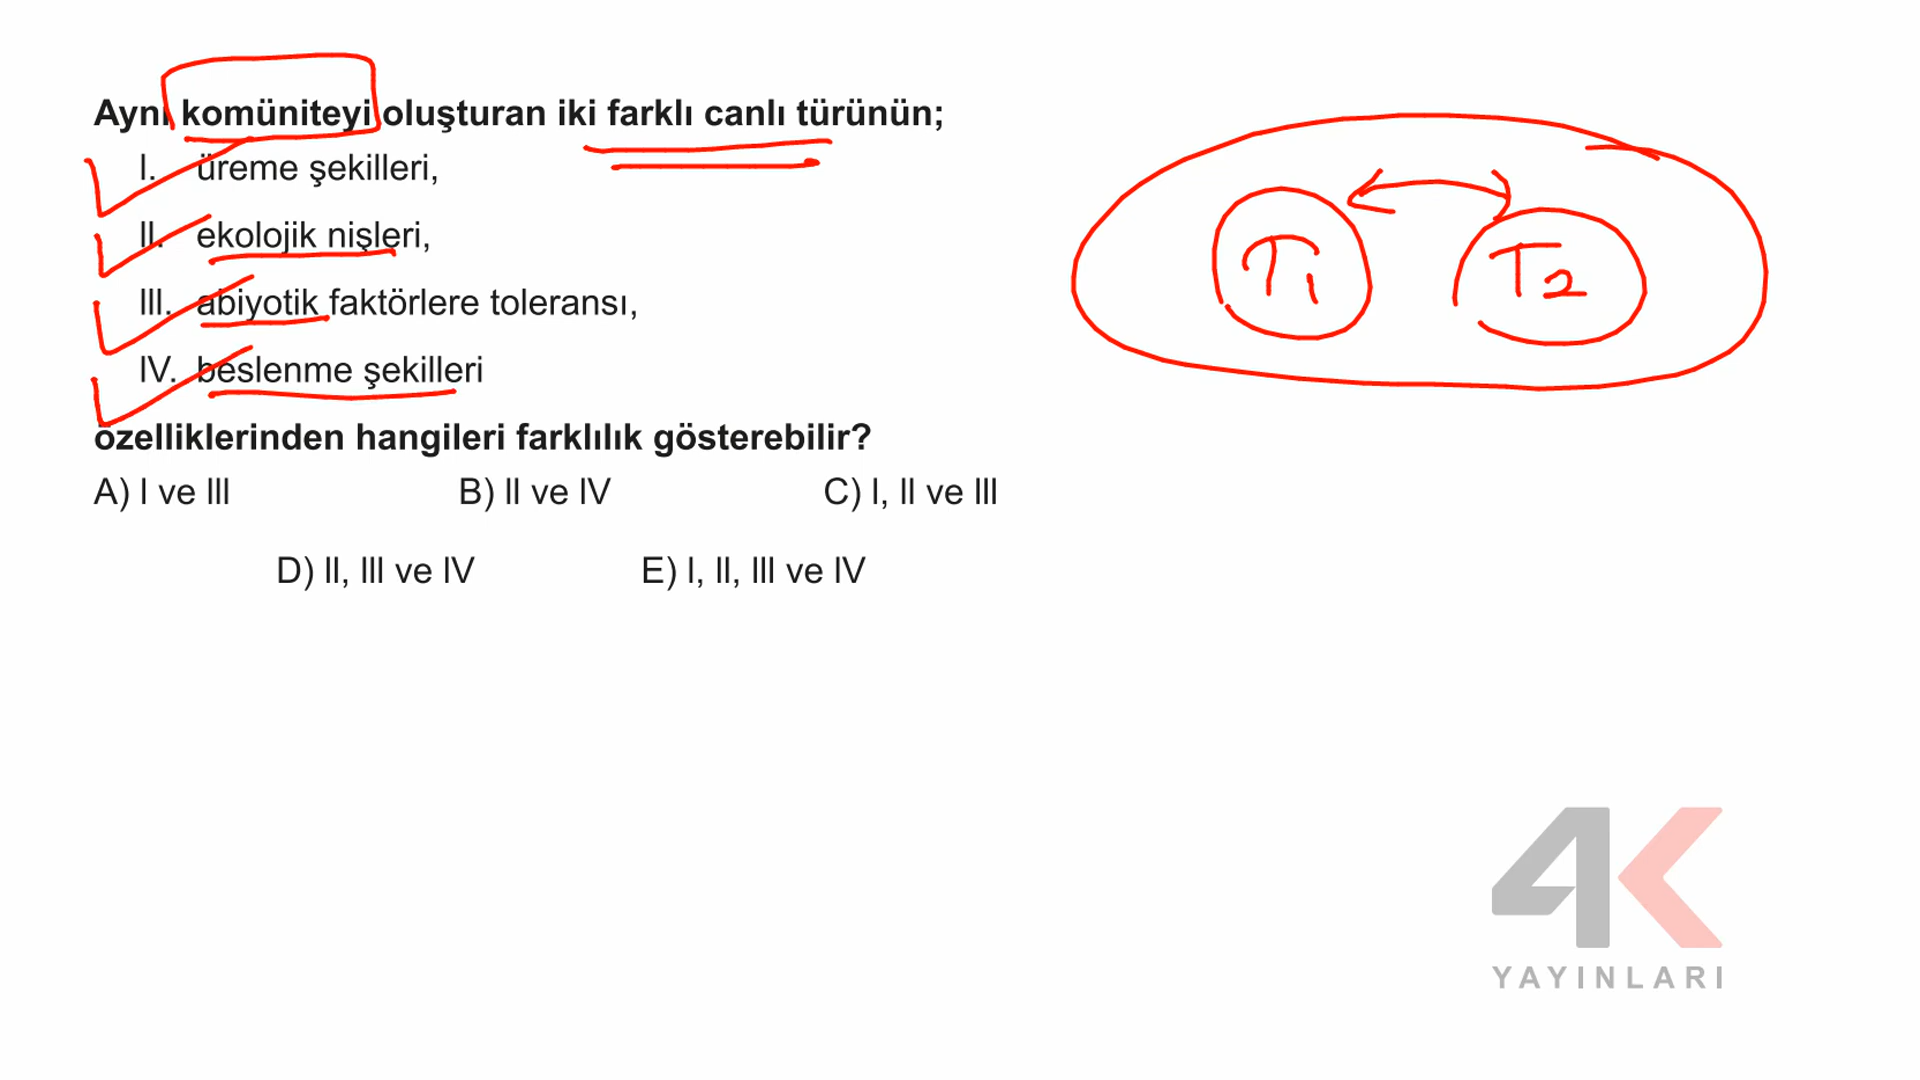 Aynı komüniteyi oluşturan iki farklı canlı türünün;
I. üreme şekilleri,
II. ekolojik nişleri,
III. abiyotik faktörlere toleransı,
IV. beslenme şekilleri
özelliklerinden hangileri farklılık gösterebilir?
A) I ve III B) II ve IV C) I, II ve III
D) II, III ve IV E) I, II, III ve IV
T1 T2
4K
YAYINLARI